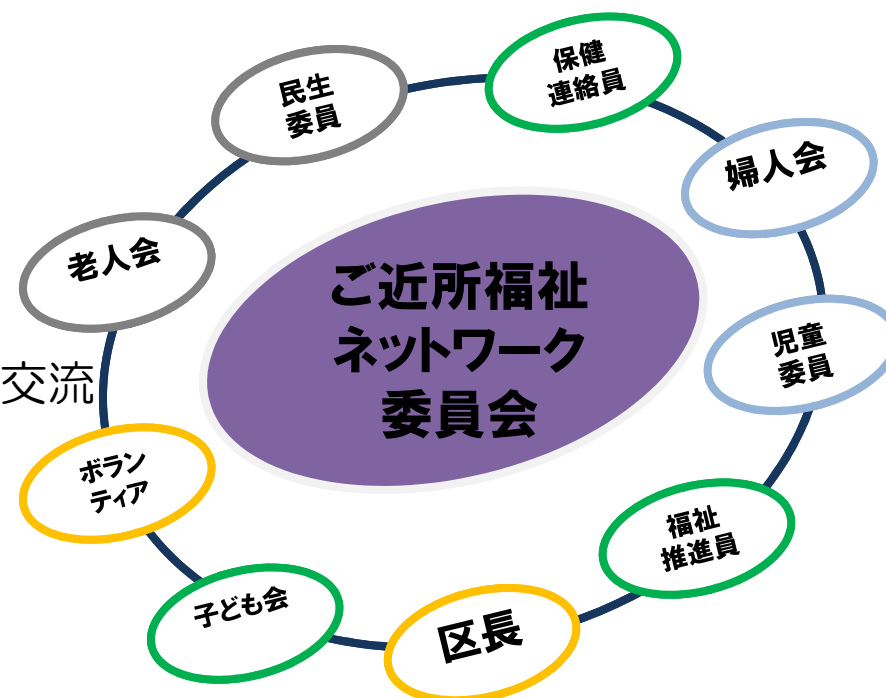 保健
連絡員
民生
委員
婦人会
老人会
ご近所福祉
ネットワーク
委員会
児童
委員
交流
ボラン
ティア
福祉
推進員
子ども会
区長